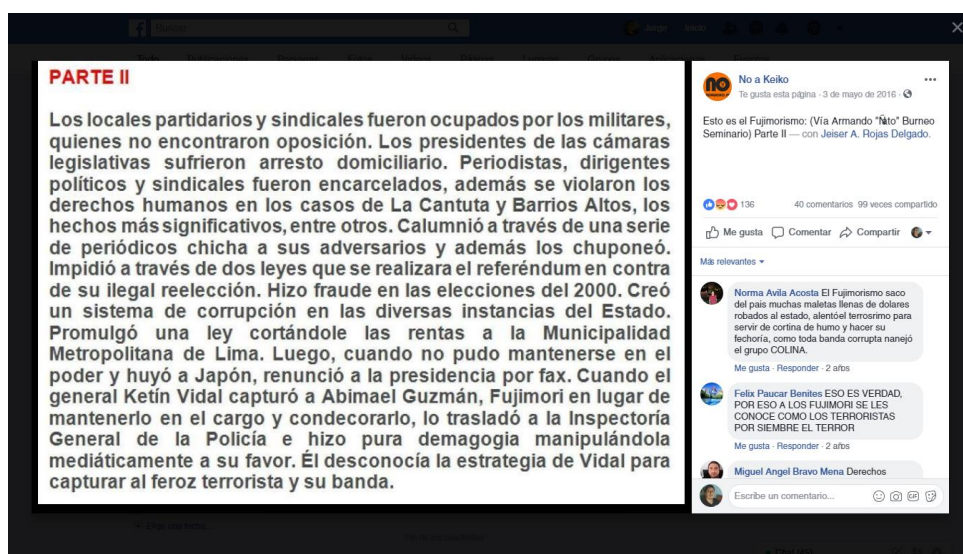 Buscar
Jorge
Inicio
PARTE II
Los locales partidarios y sindicales fueron ocupados por los militares,
quienes no encontraron oposición. Los presidentes de las cámaras
legislativas sufrieron arresto domiciliario. Periodistas, dirigentes
políticos y sindicales fueron encarcelados, además se violaron los
derechos humanos en los casos de La Cantuta y Barrios Altos, los
hechos más significativos, entre otros. Calumnió a través de una serie
de periódicos chicha a sus adversarios y además los chuponeó.
Impidió a través de dos leyes que se realizara el referéndum en contra
de su ilegal reelección. Hizo fraude en las elecciones del 2000. Creó
un sistema de corrupción en las diversas instancias del Estado.
Promulgó una ley cortándole las rentas a la Municipalidad
Metropolitana de Lima. Luego, cuando no pudo mantenerse en el
poder y huyó a Japón, renunció a la presidencia por fax. Cuando el
general Ketín Vidal capturó a Abimael Guzmán, Fujimori en lugar de
mantenerlo en el cargo y condecorarlo, lo trasladó a la Inspectoría
General de la Policía e hizo pura demagogia manipulándola
mediáticamente a su favor. Él desconocía la estrategia de Vidal para
capturar al feroz terrorista y su banda.
NO
No a Keiko
Te gusta esta página · 3 de mayo de 2016 ·
Esto es el Fujimorismo: (Vía Armando "Ñato" Burneo
Seminario) Parte II — con Jeiser A. Rojas Delgado.
136
40 comentarios 99 veces compartido
Me gusta Comentar Compartir
Más relevantes
Norma Avila Acosta El Fujimorismo saco
del pais muchas maletas llenas de dolares
robados al estado, alentóel terrosrimo para
servir de cortina de humo y hacer su
fechoría, como toda banda corrupta nanejó
el grupo COLINA.
Me gusta · Responder · 2 años
Felix Paucar Benites ESO ES VERDAD,
POR ESO A LOS FUJIMORI SE LES
CONOCE COMO LOS TERRORISTAS
POR SIEMBRE EL TERROR
Me gusta · Responder · 2 años
Miguel Angel Bravo Mena Derechos
Escribe un comentario...
GIF